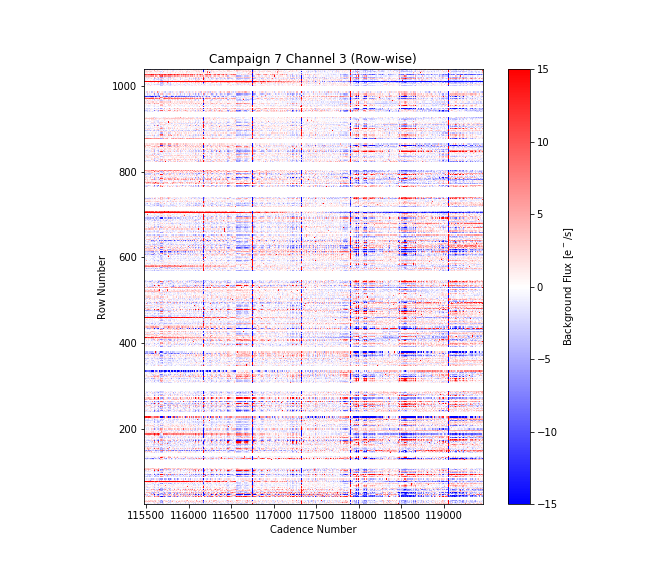 Campaign 7 Channel 3 (Row-wise)
1000
800
600
400
200
Row Number
115500 116000 116500 117000 117500 118000 118500 119000
Cadence Number
15
10
5
0
−5
−10
−15
Background Flux [e⁻/s]